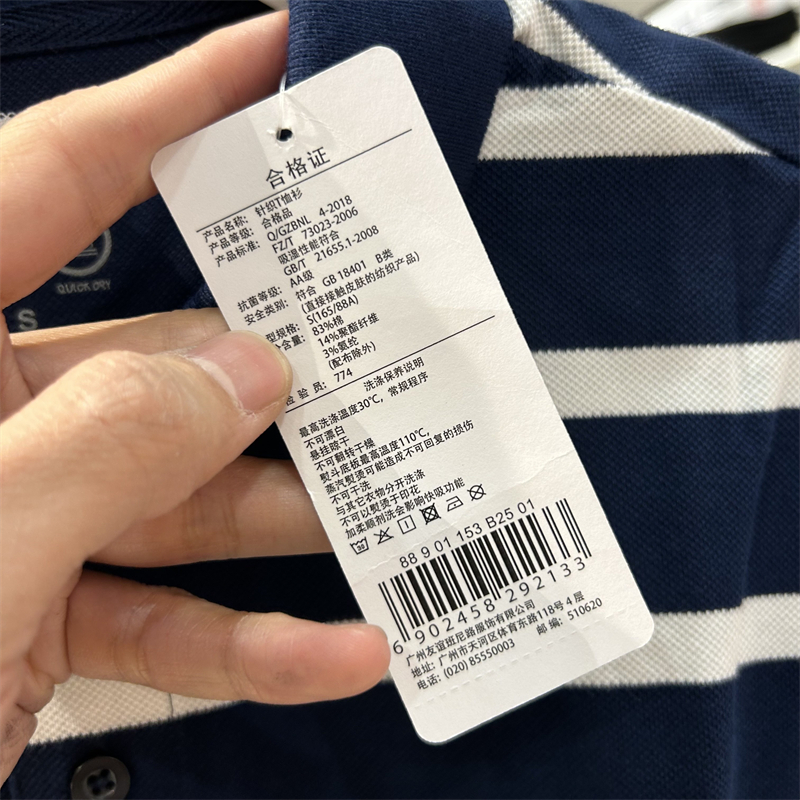 QUICK DRY
S
合格证
产品名称: 针织T恤衫
产品等级: 合格品
产品标准: Q/GZBNL 4-2018
FZ/T 73023-2006
吸湿性能符合
GB/T 21655.1-2008
抗菌等级: AA级
安全类别: 符合 GB 18401 B类
(直接接触皮肤的纺织产品)
型规格: S(165/88A)
含量: 83%棉
14%聚酯纤维
3%氨纶
(配布除外)
检验员: 774
洗涤保养说明
最高洗涤温度30℃, 常规程序
不可漂白
悬挂晾干
不可翻转干燥
熨斗底板最高温度110℃,
蒸汽熨烫可能造成不可回复的损伤
不可干洗
与其它衣物分开洗涤
不可以熨烫于印花
加柔顺剂洗会影响快吸功能
88 9 01 153 B25 01
6 902458 292133
广州友谊班尼路服饰有限公司
地址: 广州市天河区体育东路118号4层
电话: (020) 85550003 邮编: 510620